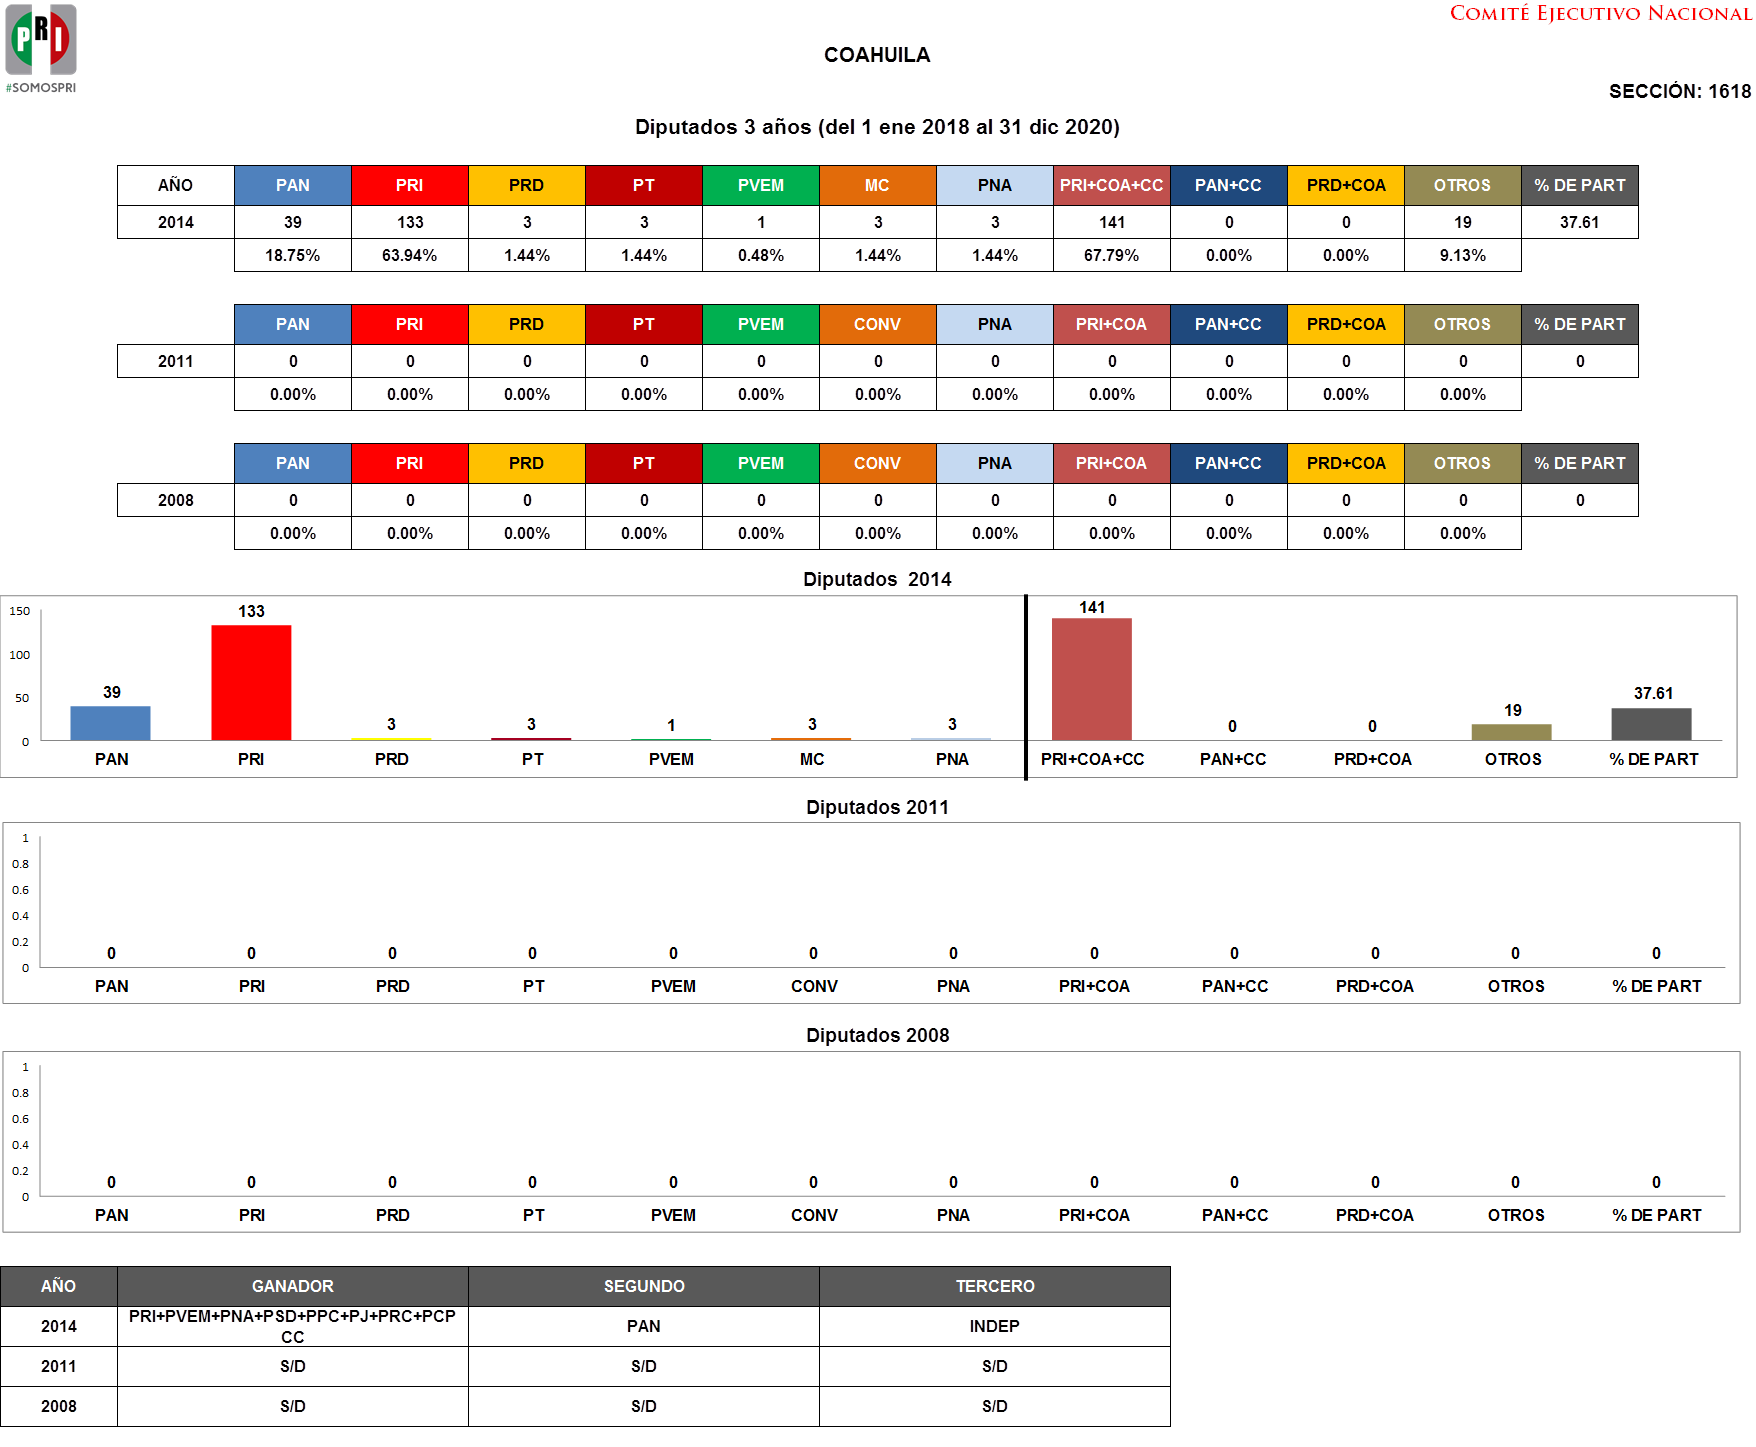 PRI
#SOMOSPRI
COMITÉ EJECUTIVO NACIONAL
COAHUILA
SECCIÓN: 1618
Diputados 3 años (del 1 ene 2018 al 31 dic 2020)
AÑO PAN PRI PRD PT PVEM MC PNA PRI+COA+CC PAN+CC PRD+COA OTROS % DE PART
2014 39 133 3 3 1 3 3 141 0 0 19 37.61
18.75% 63.94% 1.44% 1.44% 0.48% 1.44% 1.44% 67.79% 0.00% 0.00% 9.13%
PAN PRI PRD PT PVEM CONV PNA PRI+COA PAN+CC PRD+COA OTROS % DE PART
2011 0 0 0 0 0 0 0 0 0 0 0 0
0.00% 0.00% 0.00% 0.00% 0.00% 0.00% 0.00% 0.00% 0.00% 0.00% 0.00%
PAN PRI PRD PT PVEM CONV PNA PRI+COA PAN+CC PRD+COA OTROS % DE PART
2008 0 0 0 0 0 0 0 0 0 0 0 0
0.00% 0.00% 0.00% 0.00% 0.00% 0.00% 0.00% 0.00% 0.00% 0.00% 0.00%
Diputados 2014
150
100
50
0
39 133 3 3 1 3 3 141 0 0 19 37.61
PAN PRI PRD PT PVEM MC PNA PRI+COA+CC PAN+CC PRD+COA OTROS % DE PART
Diputados 2011
1
0.8
0.6
0.4
0.2
0
0 0 0 0 0 0 0 0 0 0 0 0
PAN PRI PRD PT PVEM CONV PNA PRI+COA PAN+CC PRD+COA OTROS % DE PART
Diputados 2008
1
0.8
0.6
0.4
0.2
0
0 0 0 0 0 0 0 0 0 0 0 0
PAN PRI PRD PT PVEM CONV PNA PRI+COA PAN+CC PRD+COA OTROS % DE PART
AÑO GANADOR SEGUNDO TERCERO
2014 PRI+PVEM+PNA+PSD+PPC+PJ+PRC+PCP CC PAN INDEP
2011 S/D S/D S/D
2008 S/D S/D S/D